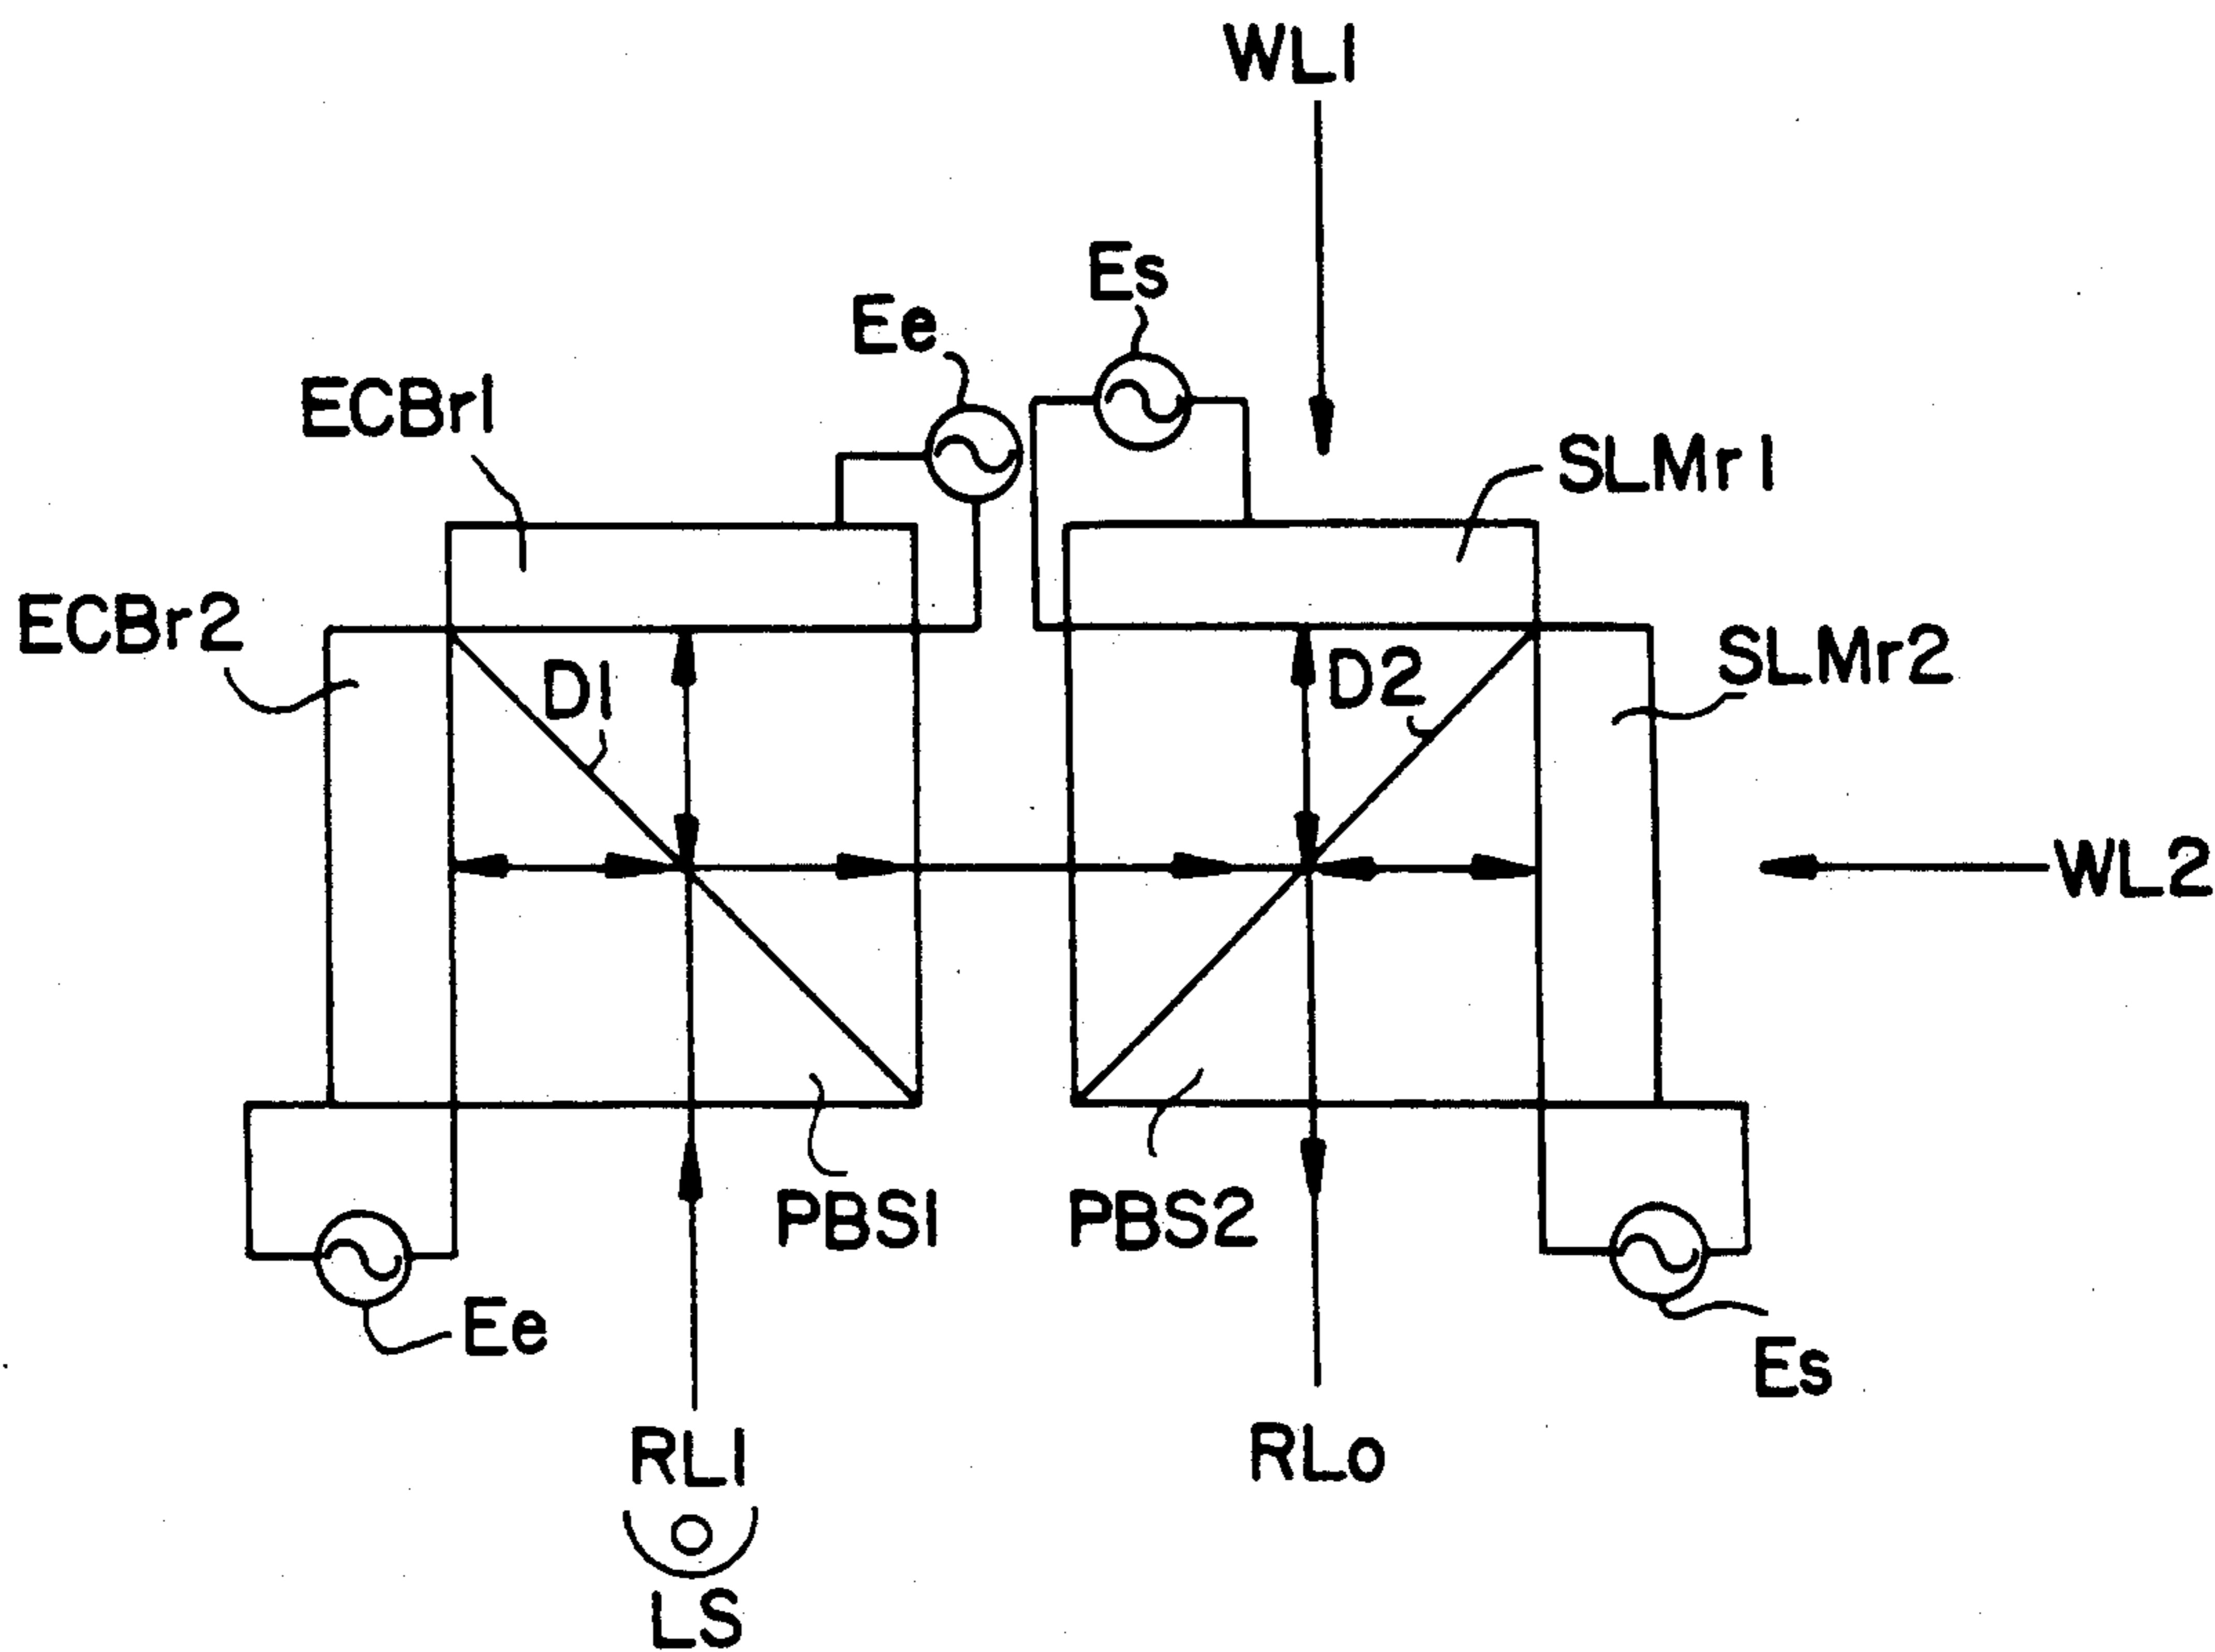 WL1
Es
Ee
ECBr1
SLMr1
ECBr2
SLMr2
D1
D2
WL2
PBS1
PBS2
Ee
Es
RL1
RLo
LS